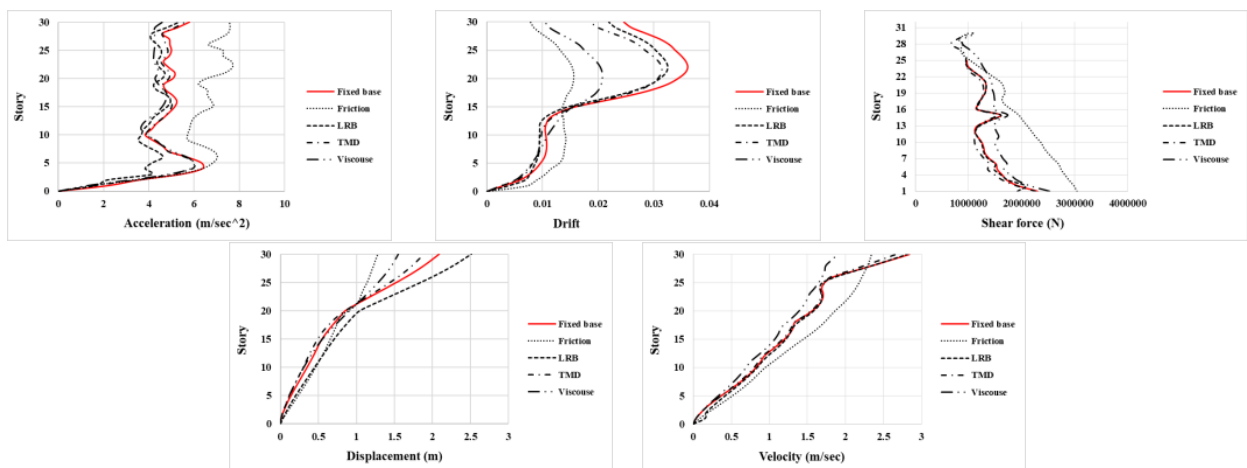 30
25
20
15
10
5
0
Story
0 2 4 6 8 10
Acceleration (m/sec^2)
Fixed base
Friction
LRB
TMD
Viscouse
30
25
20
15
10
5
0
Story
0 0.01 0.02 0.03 0.04
Drift
Fixed base
Friction
LRB
TMD
Viscouse
31
28
25
22
19
16
13
10
7
4
1
Story
0 1000000 2000000 3000000 4000000
Shear force (N)
Fixed base
Friction
LRB
TMD
Viscouse
30
25
20
15
10
5
0
Story
0 0.5 1 1.5 2 2.5 3
Displacement (m)
Fixed base
Friction
LRB
TMD
Viscouse
30
25
20
15
10
5
0
Story
0 0.5 1 1.5 2 2.5 3
Velocity (m/sec)
Fixed base
Friction
LRB
TMD
Viscouse